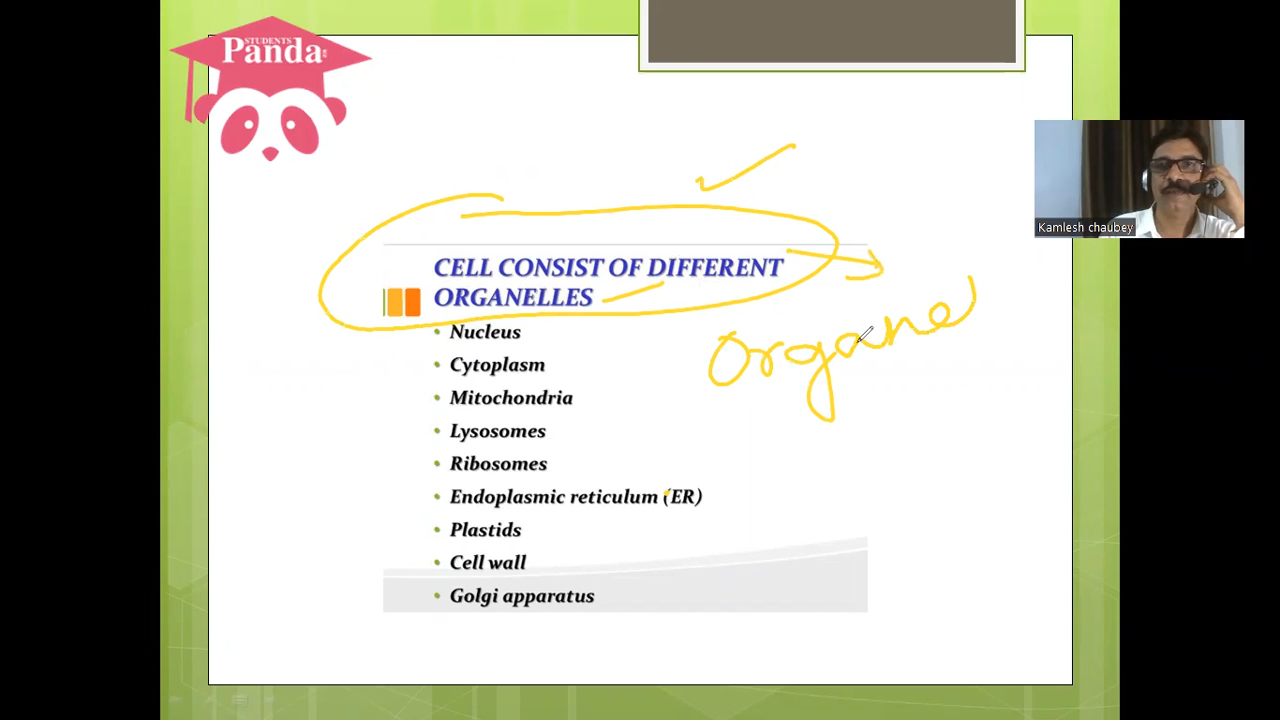 STUDENTS
Panda
Kamlesh chaubey
CELL CONSIST OF DIFFERENT
ORGANELLES
Organel
• Nucleus
• Cytoplasm
• Mitochondria
• Lysosomes
• Ribosomes
• Endoplasmic reticulum (ER)
• Plastids
• Cell wall
• Golgi apparatus